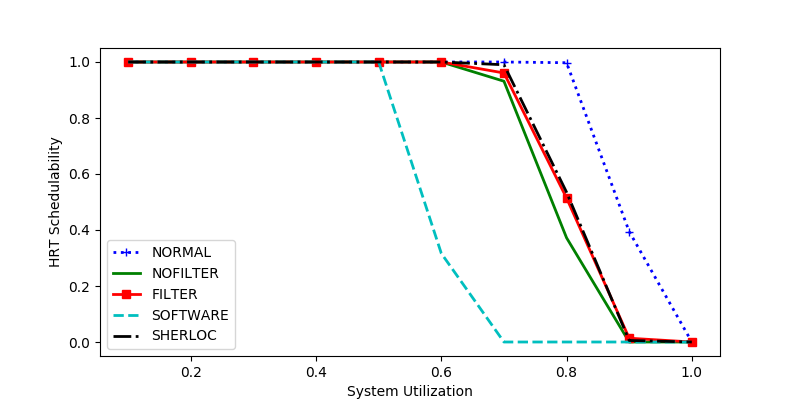 1.0
0.8
0.6
0.4
0.2
0.0
HRT Schedulability
NORMAL
NOFILTER
FILTER
SOFTWARE
SHERLOC
0.2 0.4 0.6 0.8 1.0
System Utilization